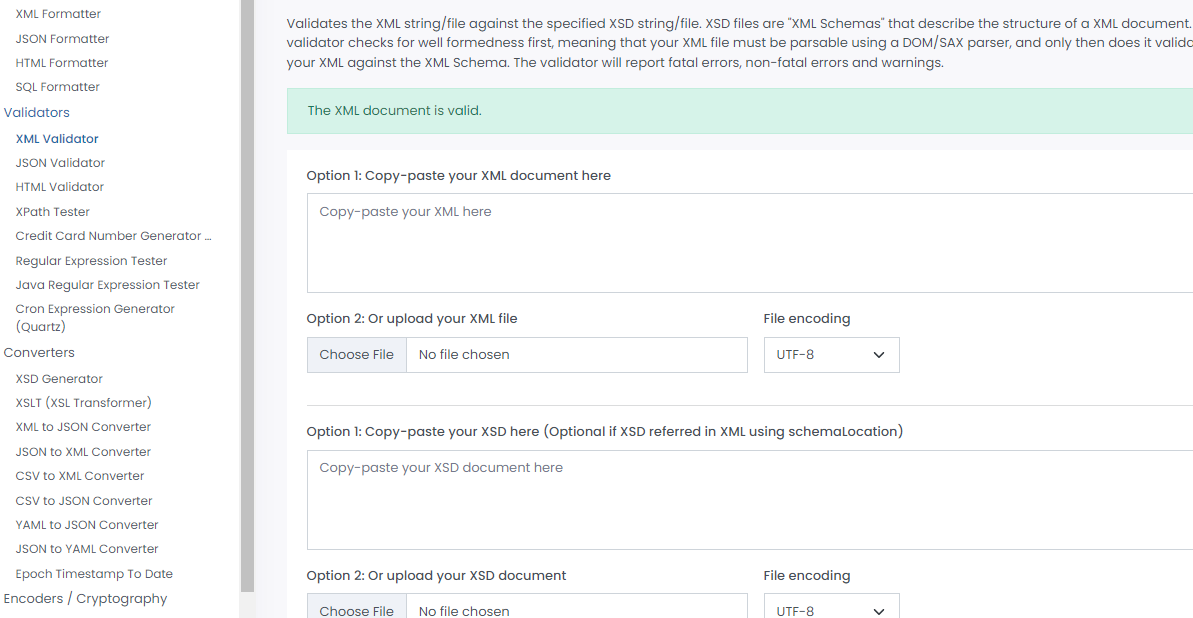 XML Formatter
JSON Formatter
HTML Formatter
SQL Formatter
Validators
XML Validator
JSON Validator
HTML Validator
XPath Tester
Credit Card Number Generator ...
Regular Expression Tester
Java Regular Expression Tester
Cron Expression Generator
(Quartz)
Converters
XSD Generator
XSLT (XSL Transformer)
XML to JSON Converter
JSON to XML Converter
CSV to XML Converter
CSV to JSON Converter
YAML to JSON Converter
JSON to YAML Converter
Epoch Timestamp To Date
Encoders / Cryptography
Validates the XML string/file against the specified XSD string/file. XSD files are "XML Schemas" that describe the structure of a XML document.
validator checks for well formedness first, meaning that your XML file must be parsable using a DOM/SAX parser, and only then does it valida
your XML against the XML Schema. The validator will report fatal errors, non-fatal errors and warnings.
The XML document is valid.
Option 1: Copy-paste your XML document here
Copy-paste your XML here
Option 2: Or upload your XML file
File encoding
Choose File No file chosen
UTF-8
Option 1: Copy-paste your XSD here (Optional if XSD referred in XML using schemaLocation)
Copy-paste your XSD document here
Option 2: Or upload your XSD document
File encoding
Choose File No file chosen
UTF-8